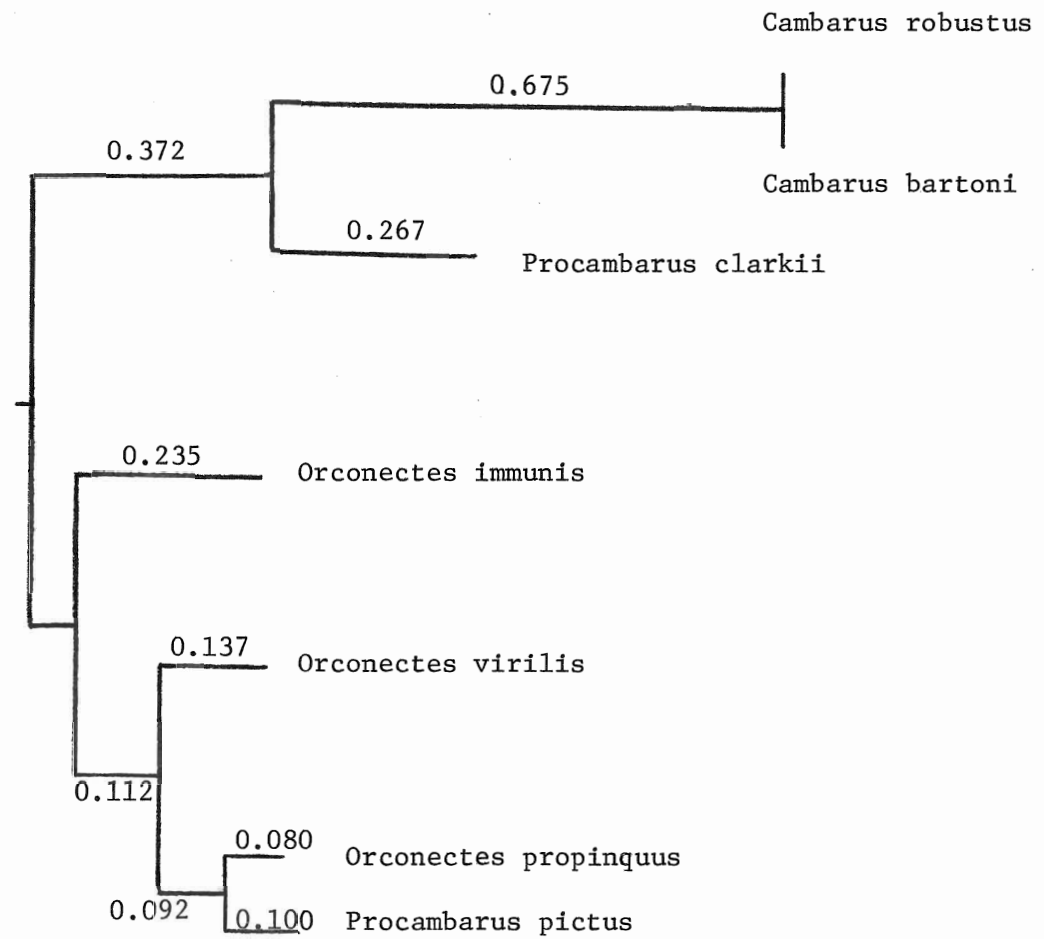 Cambarus robustus
0.675
0.372
Cambarus bartoni
0.267
Procambarus clarkii
0.235
Orconectes immunis
0.137
Orconectes virilis
0.112
0.080
Orconectes propinquus
0.092
0.100
Procambarus pictus